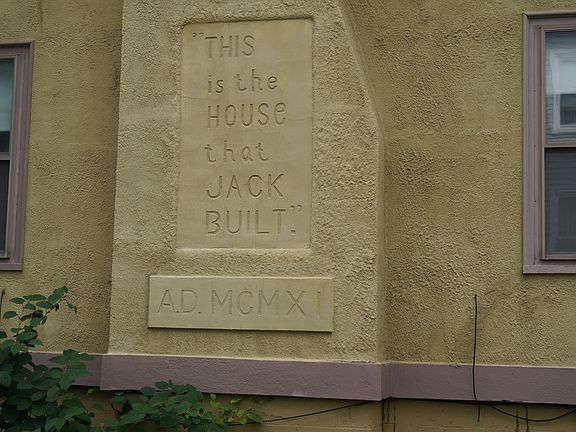 "THIS
is the
HOUSE
that
JACK
BUILT."
A.D. MCMXI